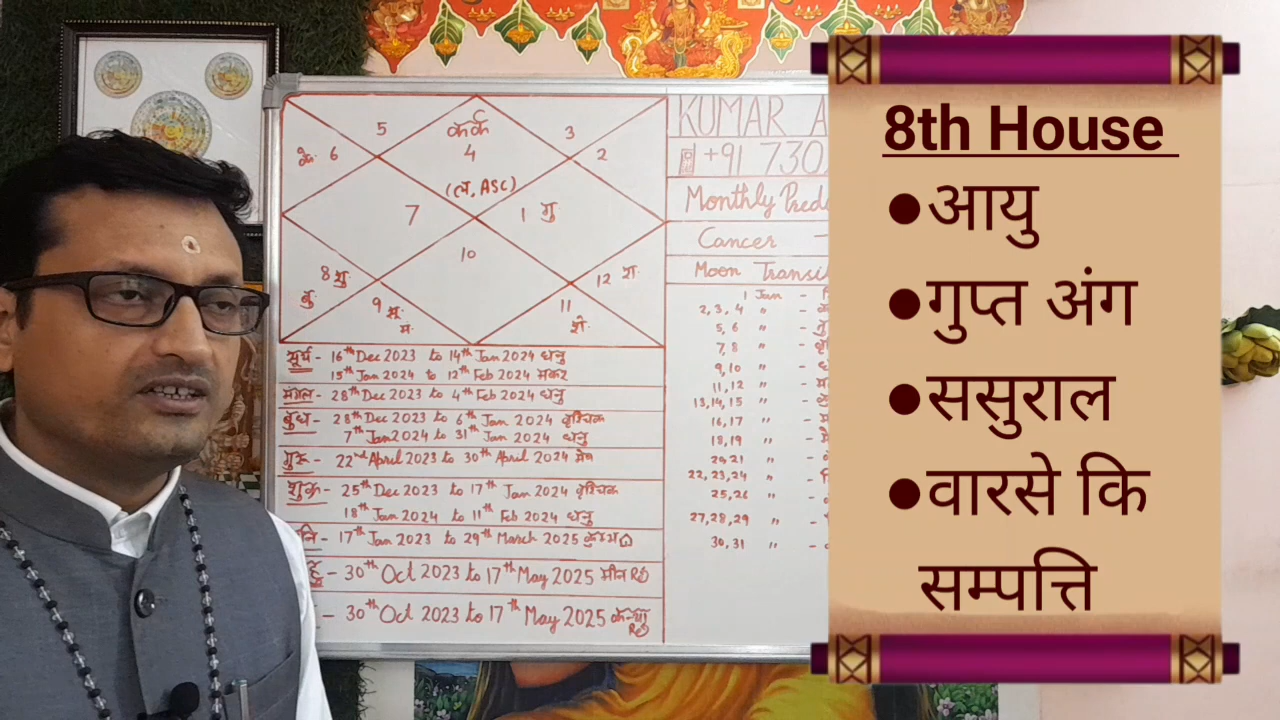 5
कर्क
3
के. 6
4
2
(ल, ASC)
7
1 गु
10
8 शु
बु
12 रा.
9 सू
मं.
11
श.
सूर्य - 16th Dec 2023 to 14th Jan 2024 धनु
15th Jan 2024 to 12th Feb 2024 मकर
मंगल - 28th Dec 2023 to 4th Feb 2024 धनु
बुध - 28th Dec 2023 to 6th Jan 2024 वृश्चिक
7th Jan 2024 to 31st Jan 2024 धनु
गुरू - 22nd April 2023 to 30th April 2024 मेष
शुक्र - 25th Dec 2023 to 17th Jan 2024 वृश्चिक
18th Jan 2024 to 11th Feb 2024 धनु
नि - 17th Jan 2023 to 29th March 2025 कुंभ
- 30th Oct 2023 to 17th May 2025 मीन R
- 30th Oct 2023 to 17th May 2025 कन्या
R
KUMAR A
+91 730
Monthly Pred
Cancer -
Moon Transi
1 Jan -
2, 3, 4 " -
5, 6 " -
7, 8 " -
9, 10 " -
11, 12 " -
13, 14, 15 " -
16, 17 " -
18, 19 " -
20, 21 " -
22, 23, 24 " -
25, 26 " -
27, 28, 29 " -
30, 31 " -
8th House
●आयु
●गुप्त अंग
●ससुराल
●वारसे कि
सम्पत्ति